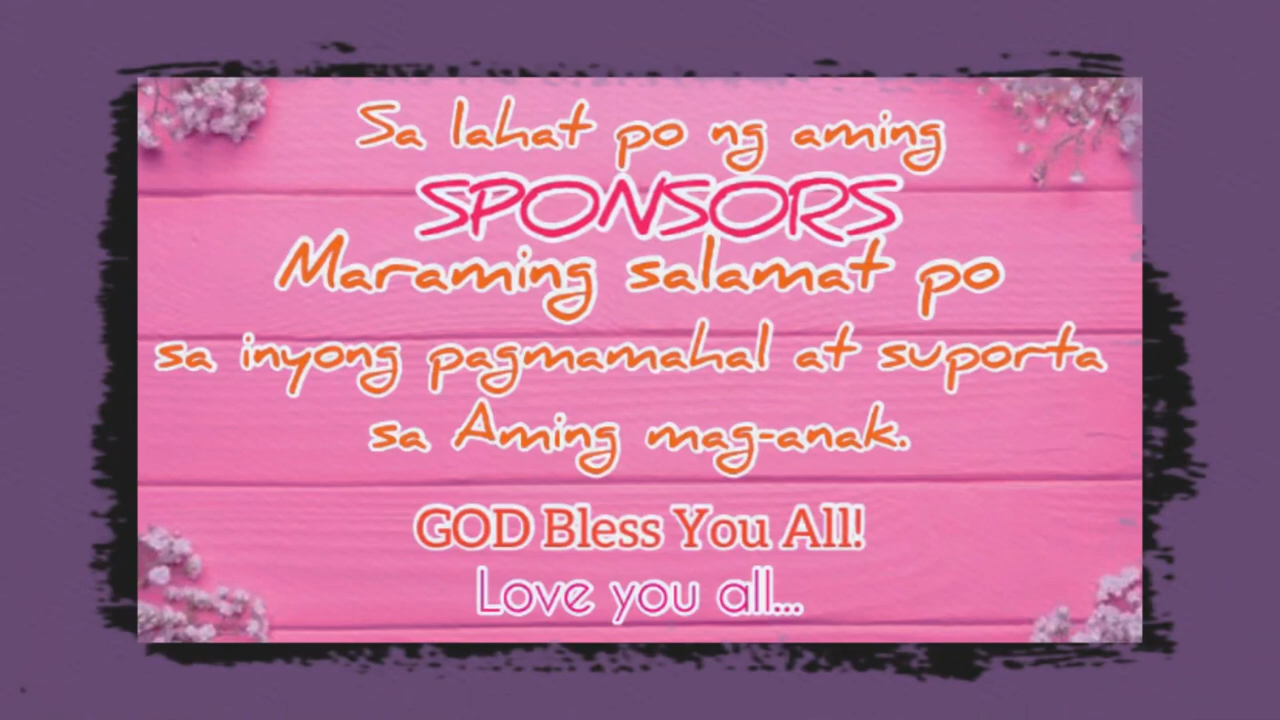 Sa lahat po ng aming
SPONSORS
Maraming salamat po
sa inyong pagmamahal at suporta
sa Aming mag-anak.
GOD Bless You All!
Love you all...